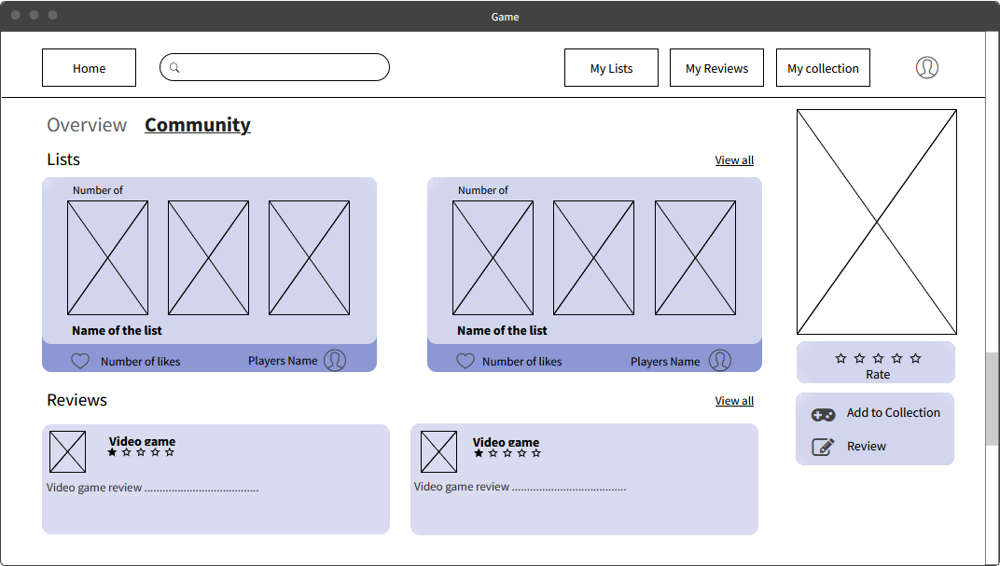 Game
Home
My Lists
My Reviews
My collection
Overview Community
Lists
View all
Number of
Name of the list
Number of likes
Players Name
Number of
Name of the list
Number of likes
Players Name
Rate
Add to Collection
Review
Reviews
View all
Video game
Video game review ......................................
Video game
Video game review ......................................